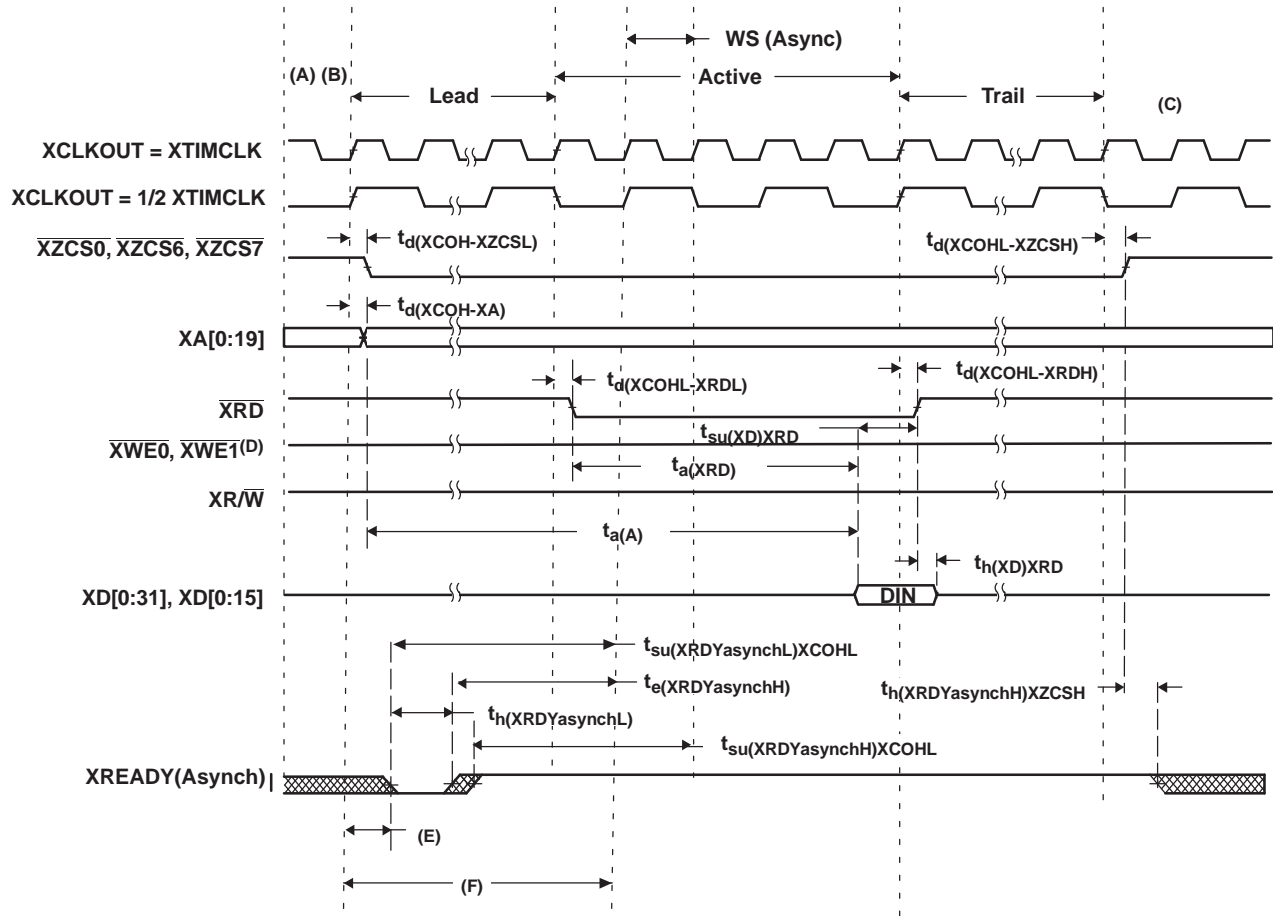 WS (Async)
(A) (B)
Active
Lead
Trail
(C)
XCLKOUT = XTIMCLK
XCLKOUT = 1/2 XTIMCLK
XZCS0, XZCS6, XZCS7
td(XCOH-XZCSL)
td(XCOHL-XZCSH)
td(XCOH-XA)
XA[0:19]
td(XCOHL-XRDL)
td(XCOHL-XRDH)
XRD
tsu(XD)XRD
XWE0, XWE1(D)
ta(XRD)
XR/W
ta(A)
th(XD)XRD
XD[0:31], XD[0:15]
DIN
tsu(XRDYasynchL)XCOHL
te(XRDYasynchH)
th(XRDYasynchH)XZCSH
th(XRDYasynchL)
tsu(XRDYasynchH)XCOHL
XREADY(Asynch)
(E)
(F)